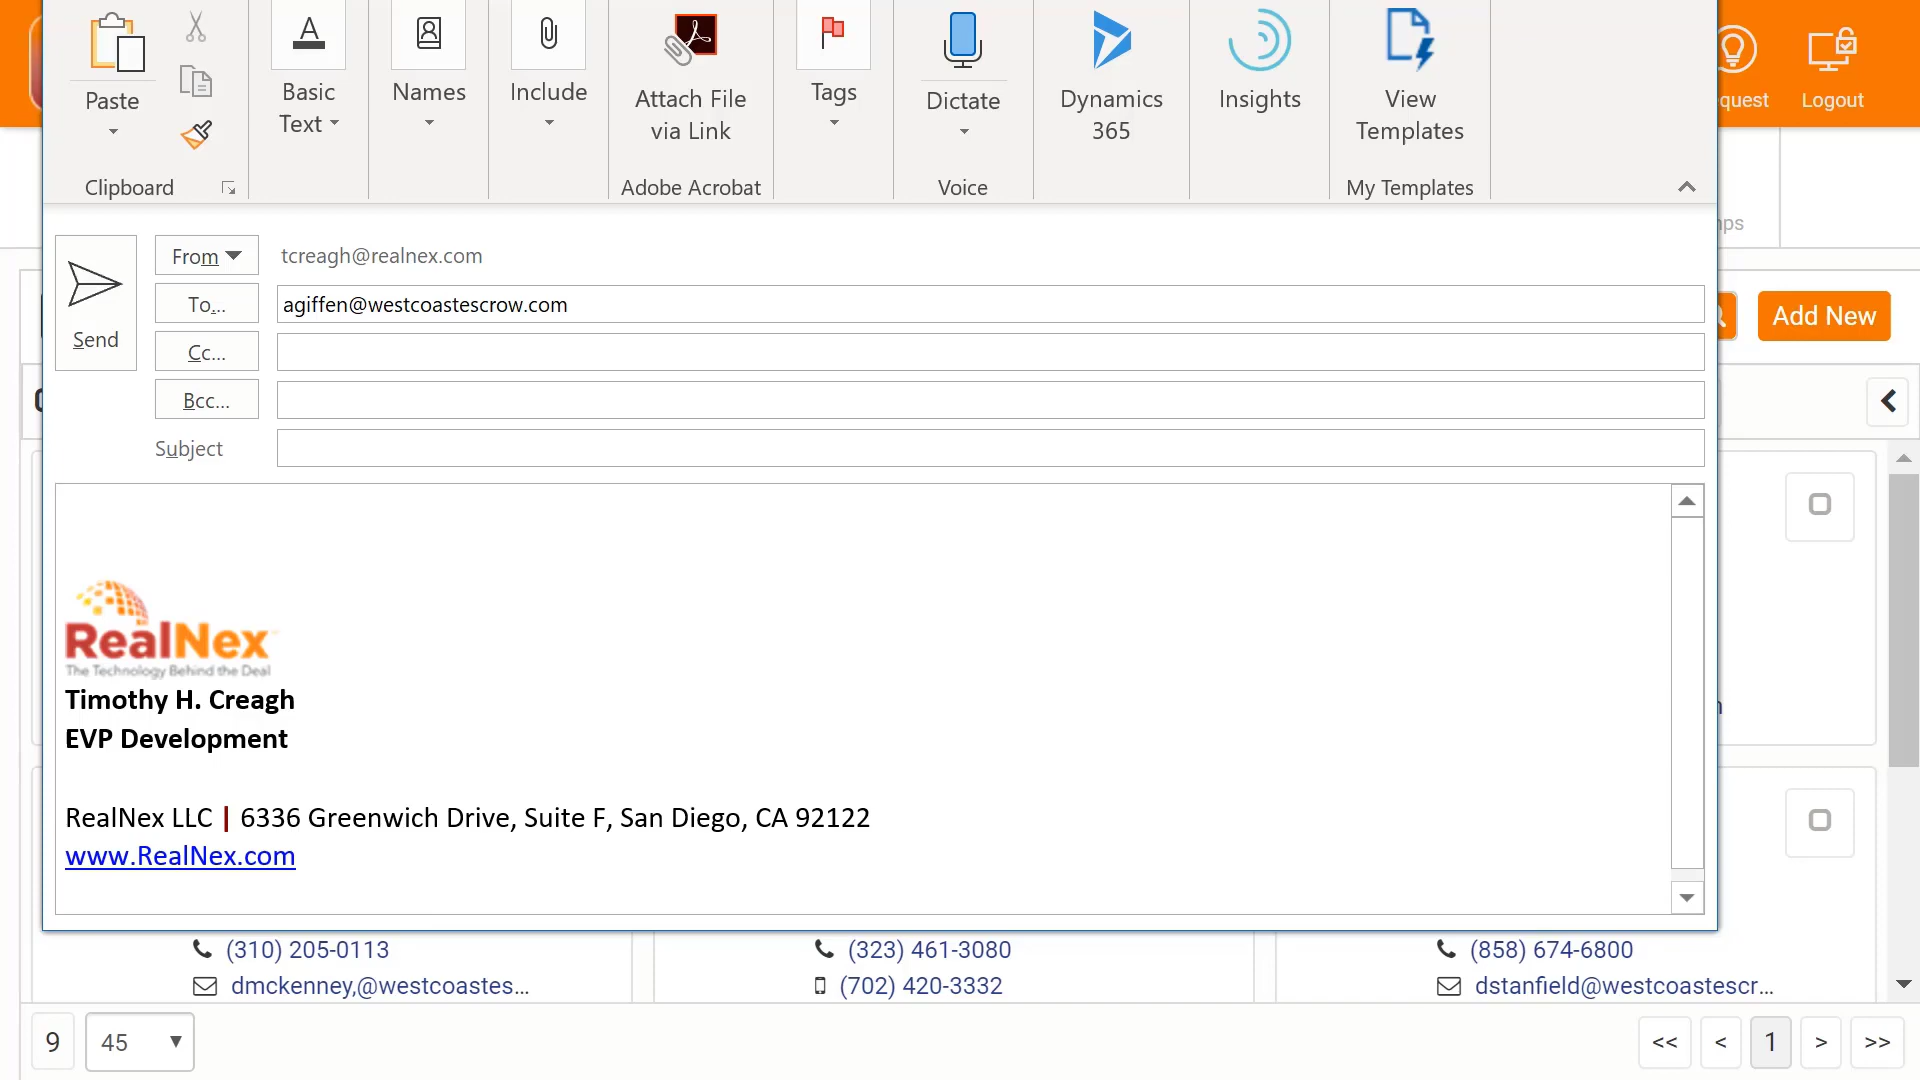 Paste
Clipboard
Basic
Text
Names
Include
Attach File
via Link
Adobe Acrobat
Tags
Dictate
Voice
Dynamics
365
Insights
View
Templates
My Templates
quest
Logout
ps
Send
From
tcreagh@realnex.com
To...
agiffen@westcoastescrow.com
Cc...
Bcc...
Subject
Add New
RealNex
The Technology Behind the Deal
Timothy H. Creagh
EVP Development
RealNex LLC | 6336 Greenwich Drive, Suite F, San Diego, CA 92122
www.RealNex.com
(310) 205-0113
dmckenney,@westcoastes...
(323) 461-3080
(702) 420-3332
(858) 674-6800
dstanfield@westcoastescr...
9
45
<< < 1 > >>